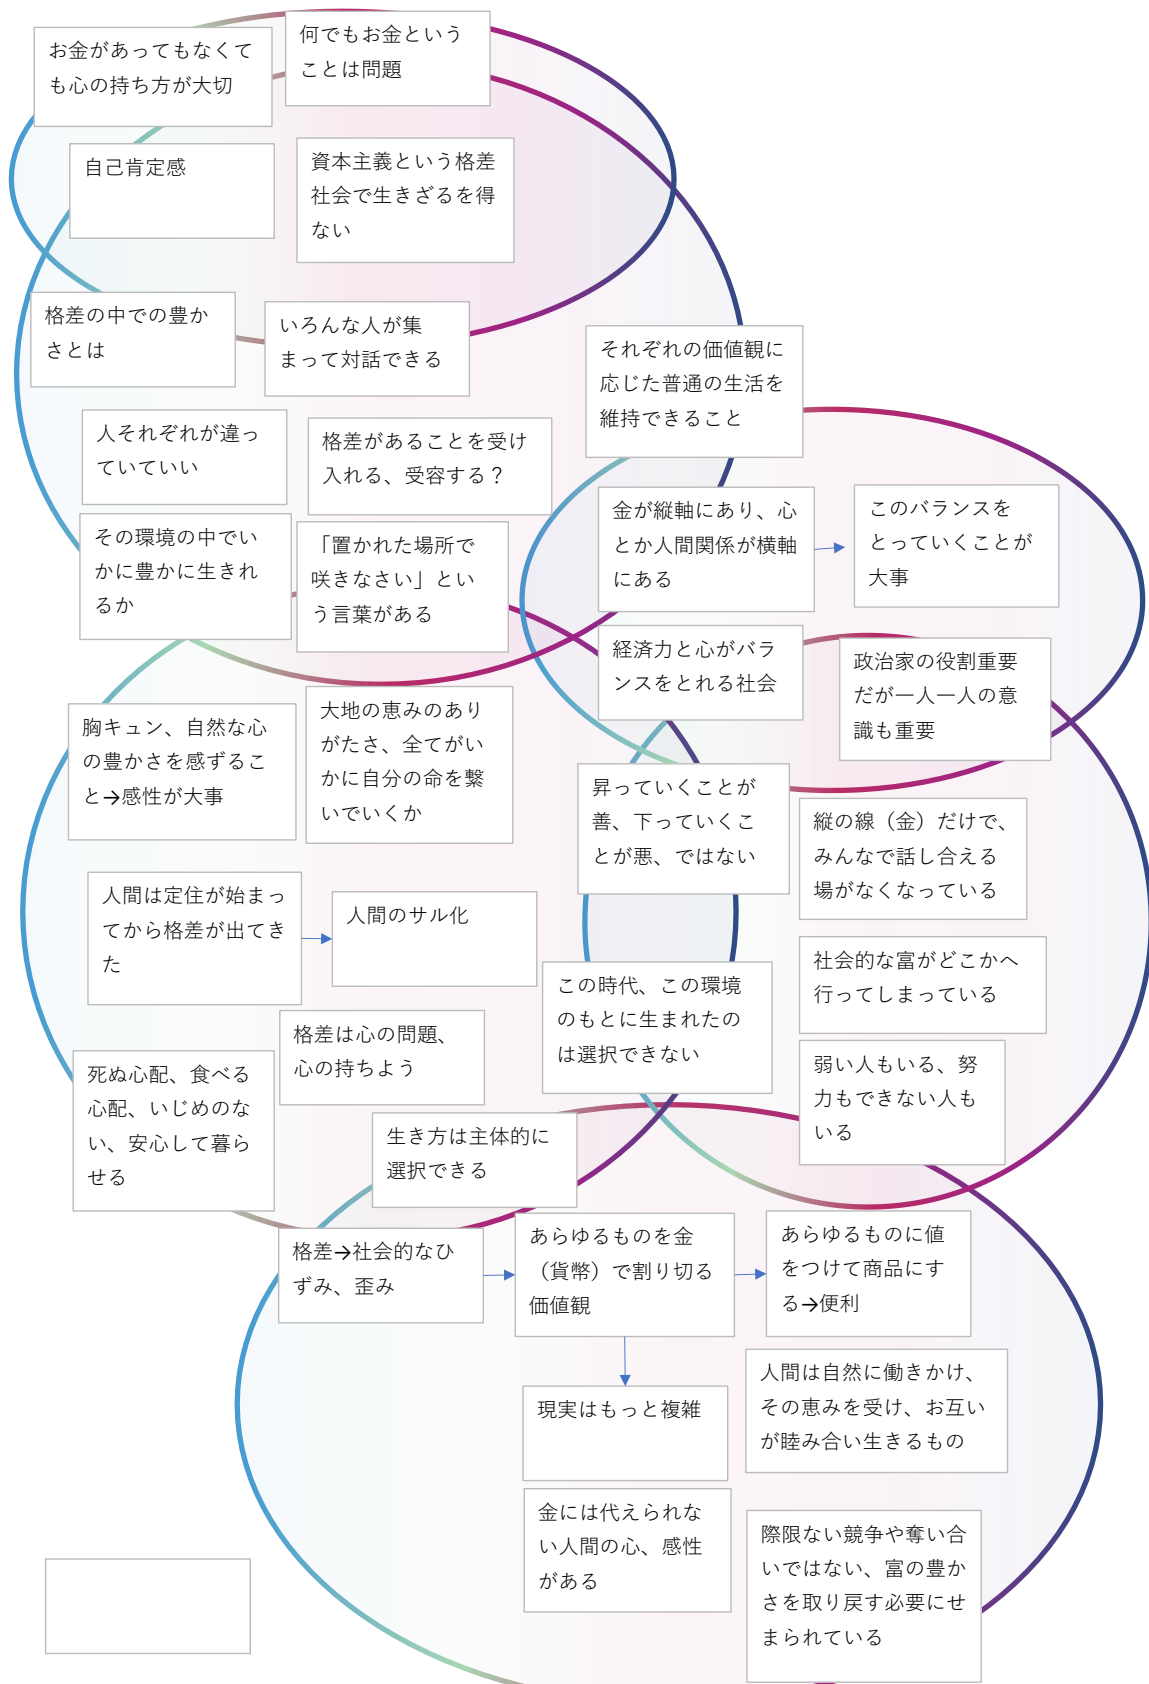 お金があってもなくて
も心の持ち方が大切
何でもお金という
ことは問題
自己肯定感
資本主義という格差
社会で生きざるを得
ない
格差の中での豊か
さとは
いろんな人が集
まって対話できる
それぞれの価値観に
応じた普通の生活を
維持できること
人それぞれが違っ
ていていい
格差があることを受け
入れる、受容する？
金が縦軸にあり、心
とか人間関係が横軸
にある
このバランスを
とっていくことが
大事
その環境の中でい
かに豊かに生きれ
るか
「置かれた場所で
咲きなさい」とい
う言葉がある
経済力と心がバラ
ンスをとれる社会
政治家の役割重要
だが一人一人の意
識も重要
胸キュン、自然な心
の豊かさを感ずるこ
と→感性が大事
大地の恵みのあり
がたさ、全てがい
かに自分の命を繋
いでいくか
昇っていくことが
善、下っていくこ
とが悪、ではない
縦の線（金）だけで、
みんなで話し合える
場がなくなっている
人間は定住が始まっ
てから格差が出てき
た
人間のサル化
社会的な富がどこかへ
行ってしまっている
この時代、この環境
のもとに生まれたの
は選択できない
格差は心の問題、
心の持ちよう
死ぬ心配、食べる
心配、いじめのな
い、安心して暮ら
せる
弱い人もいる、努
力もできない人も
いる
生き方は主体的に
選択できる
格差→社会的なひ
ずみ、歪み
あらゆるものを金
（貨幣）で割り切る
価値観
あらゆるものに値
をつけて商品にす
る→便利
人間は自然に働きかけ、
その恵みを受け、お互い
が睦み合い生きるもの
現実はもっと複雑
金には代えられな
い人間の心、感性
がある
際限ない競争や奪い合
いではない、富の豊か
さを取り戻す必要にせ
まられている